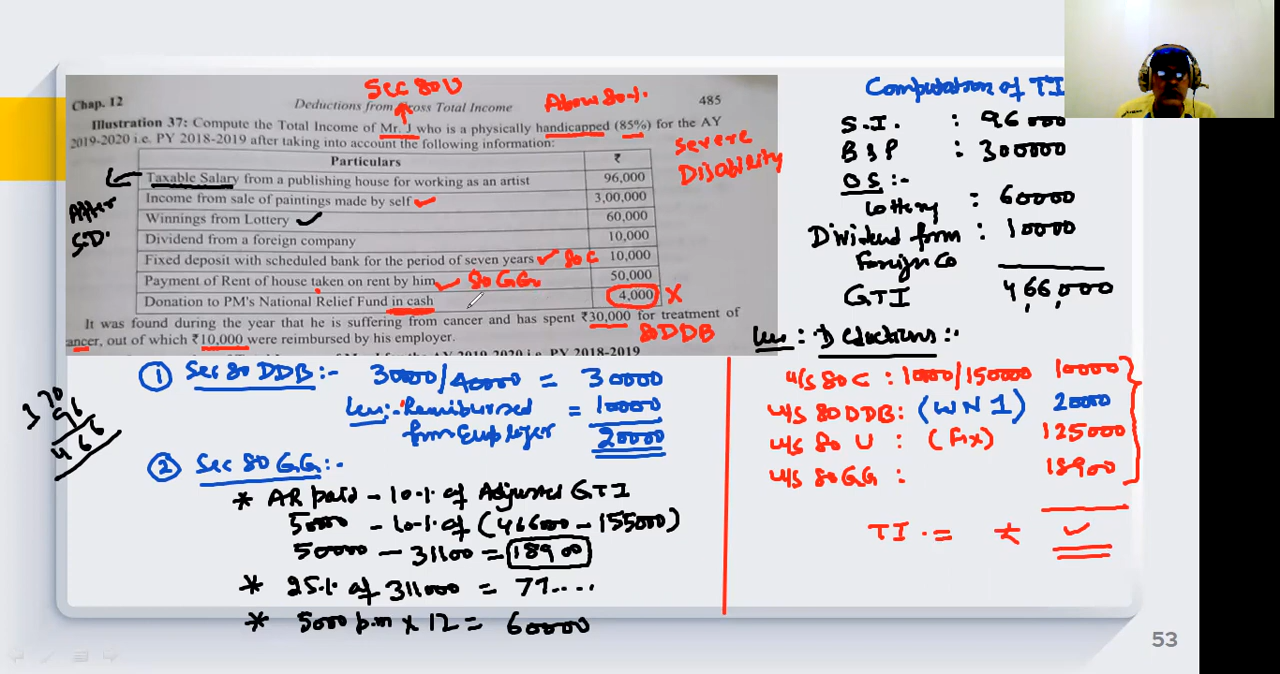 Sec 80U
Above 80%
Chap. 12 Deductions from Gross Total Income 485
Illustration 37: Compute the Total Income of Mr. J who is a physically handicapped (85%) for the AY
2019-2020 i.e. PY 2018-2019 after taking into account the following information:
Severe
Disability
Particulars ₹
Taxable Salary from a publishing house for working as an artist 96,000
Income from sale of paintings made by self 3,00,000
Winnings from Lottery 60,000
Dividend from a foreign company 10,000
Fixed deposit with scheduled bank for the period of seven years 80C 10,000
Payment of Rent of house taken on rent by him 80GG 50,000
Donation to PM's National Relief Fund in cash 4,000 X
After
S.D.
It was found during the year that he is suffering from cancer and has spent ₹30,000 for treatment of
ancer, out of which ₹10,000 were reimbursed by his employer.
80DDB
① Sec 80 DDB:- 30000/40000 = 30000
Less:- Reimbursed = 10000
from Employer 20000
② Sec 80 GG:-
* AR paid - 10% of Adjusted GTI
50000 - 10% of (466000 - 155000)
50000 - 31100 = 18900
* 25% of 311000 = 77....
* 5000 p.m x 12 = 60000
370
96
466
Computation of TI
S.I. : 96000
B&P : 300000
OS:-
Lottery : 60000
Dividend from : 10000
Foreign Co
GTI 466,000
Less: Deductions:-
u/s 80C: 10000/150000 10000
u/s 80DDB: (WN 1) 20000
u/s 80 U : (Fix) 125000
u/s 80GG : 18900
TI = ✓
53